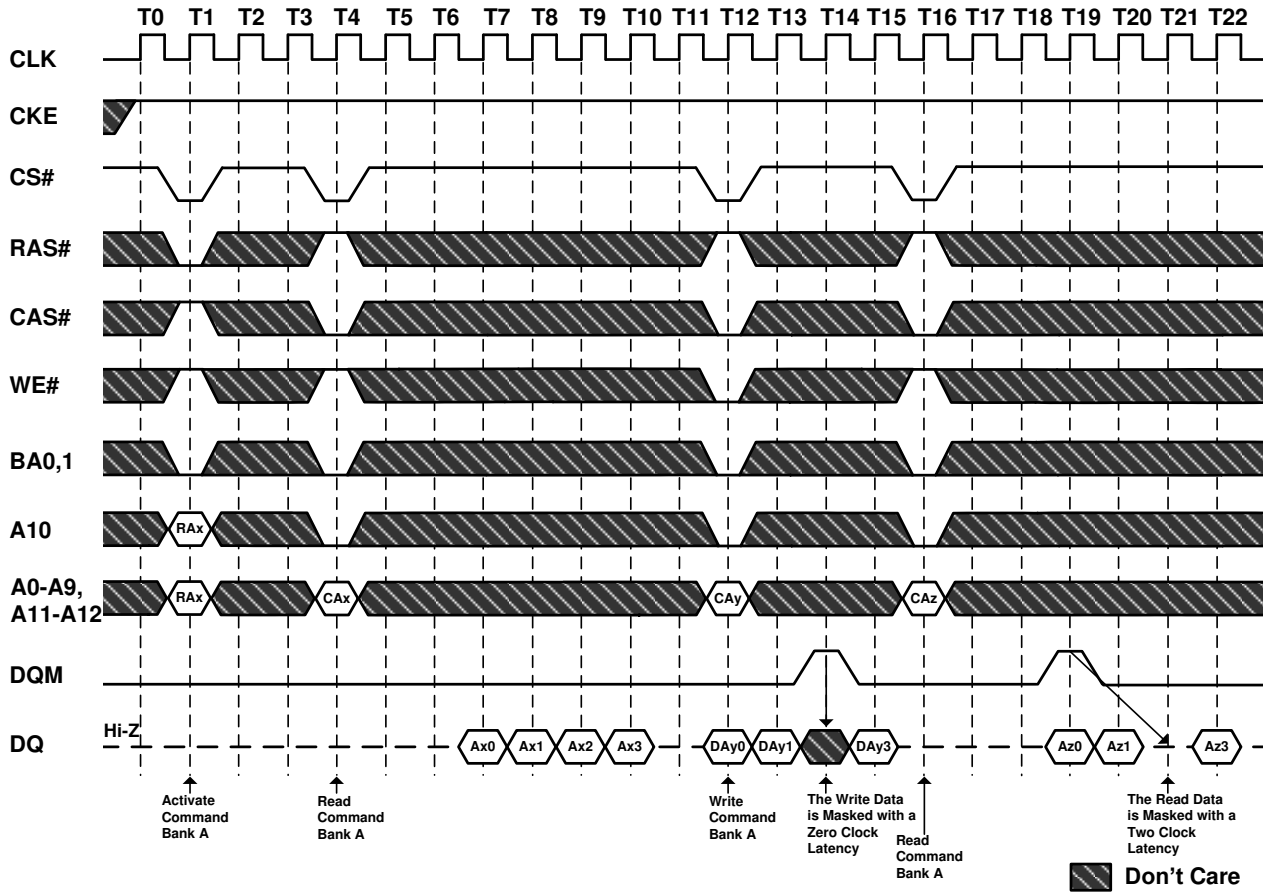 T0 T1 T2 T3 T4 T5 T6 T7 T8 T9 T10 T11 T12 T13 T14 T15 T16 T17 T18 T19 T20 T21 T22
CLK
CKE
CS#
RAS#
CAS#
WE#
BA0,1
A10 RAx
A0-A9,
A11-A12 RAx CAx CAy CAz
DQM
Hi-Z
DQ Ax0 Ax1 Ax2 Ax3 DAy0 DAy1 DAy3 Az0 Az1 Az3
Activate
Command
Bank A
Read
Command
Bank A
Write
Command
Bank A
The Write Data
is Masked with a
Zero Clock
Latency
Read
Command
Bank A
The Read Data
is Masked with a
Two Clock
Latency
Don't Care